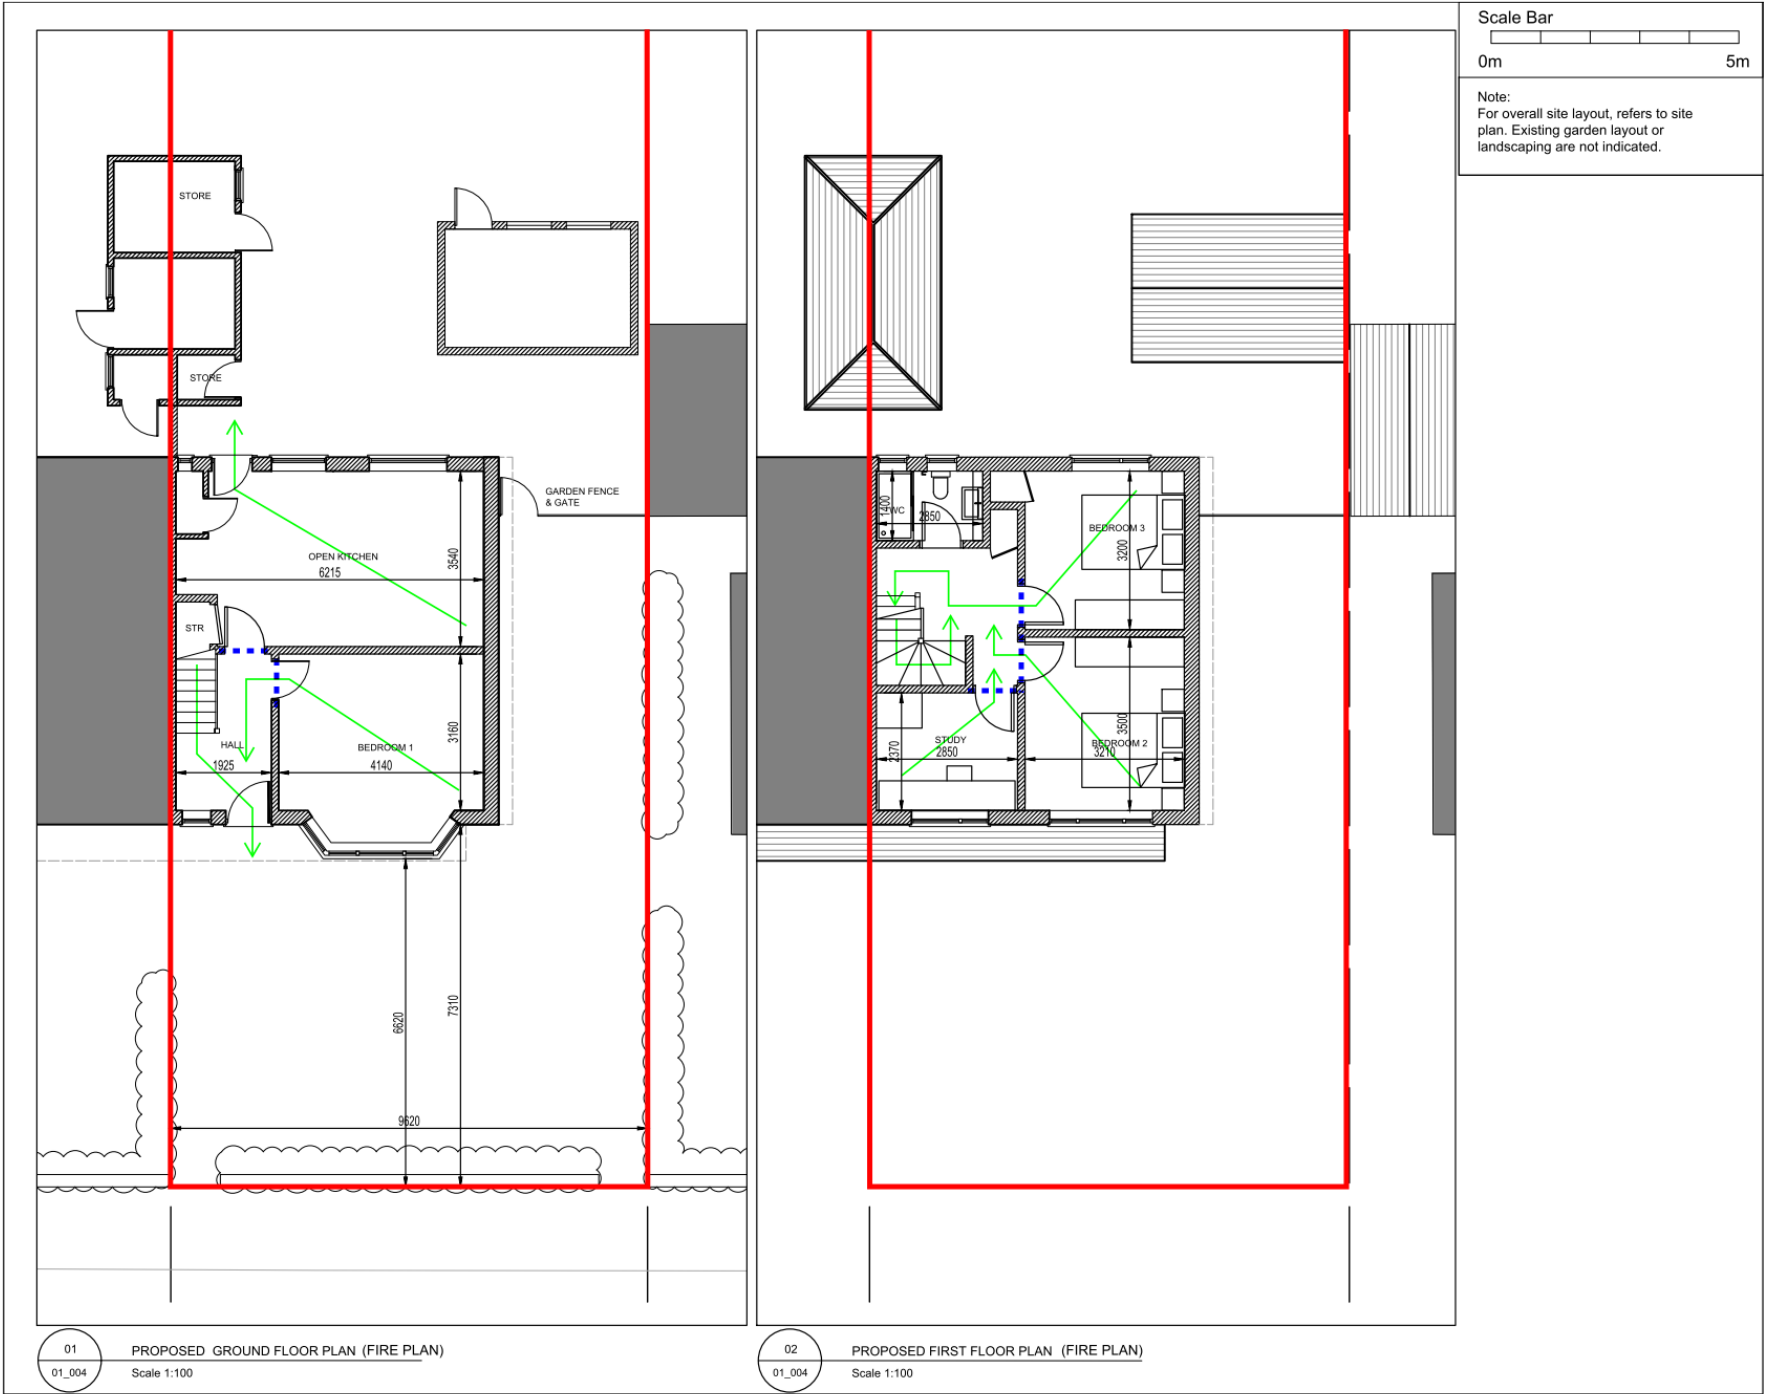 Scale Bar
0m 5m
Note:
For overall site layout, refers to site
plan. Existing garden layout or
landscaping are not indicated.
STORE
STORE
GARDEN FENCE
& GATE
OPEN KITCHEN
6215
3540
STR
HALL
1925
BEDROOM 1
4140
3160
6620
7310
9620
01
01_004
PROPOSED GROUND FLOOR PLAN (FIRE PLAN)
Scale 1:100
1400
WC
2850
BEDROOM 3
3200
STUDY
2850
2370
BEDROOM 2
3210
3500
02
01_004
PROPOSED FIRST FLOOR PLAN (FIRE PLAN)
Scale 1:100